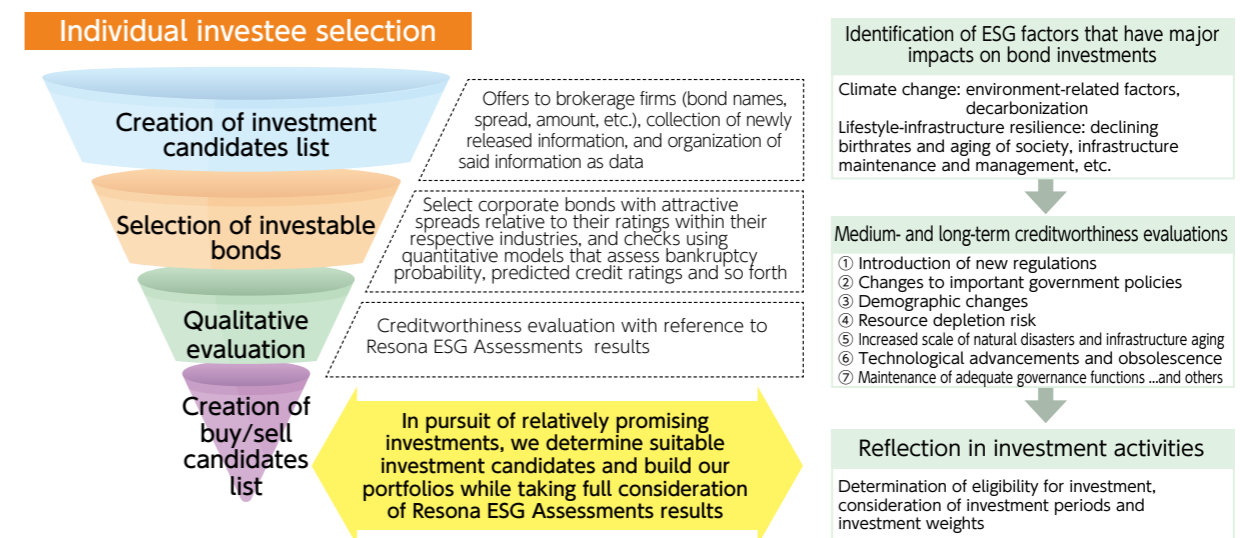 Individual investee selection
Creation of investment
candidates list
Offers to brokerage firms (bond names,
spread, amount, etc.), collection of newly
released information, and organization of
said information as data
Selection of investable
bonds
Select corporate bonds with attractive
spreads relative to their ratings within their
respective industries, and checks using
quantitative models that assess bankruptcy
probability, predicted credit ratings and so forth
Qualitative
evaluation
Creditworthiness evaluation with reference to
Resona ESG Assessments results
Creation of
buy/sell
candidates
list
In pursuit of relatively promising
investments, we determine suitable
investment candidates and build our
portfolios while taking full consideration
of Resona ESG Assessments results
Identification of ESG factors that have major
impacts on bond investments
Climate change: environment-related factors,
decarbonization
Lifestyle-infrastructure resilience: declining
birthrates and aging of society, infrastructure
maintenance and management, etc.
Medium- and long-term creditworthiness evaluations
① Introduction of new regulations
② Changes to important government policies
③ Demographic changes
④ Resource depletion risk
⑤ Increased scale of natural disasters and infrastructure aging
⑥ Technological advancements and obsolescence
⑦ Maintenance of adequate governance functions ...and others
Reflection in investment activities
Determination of eligibility for investment,
consideration of investment periods and
investment weights